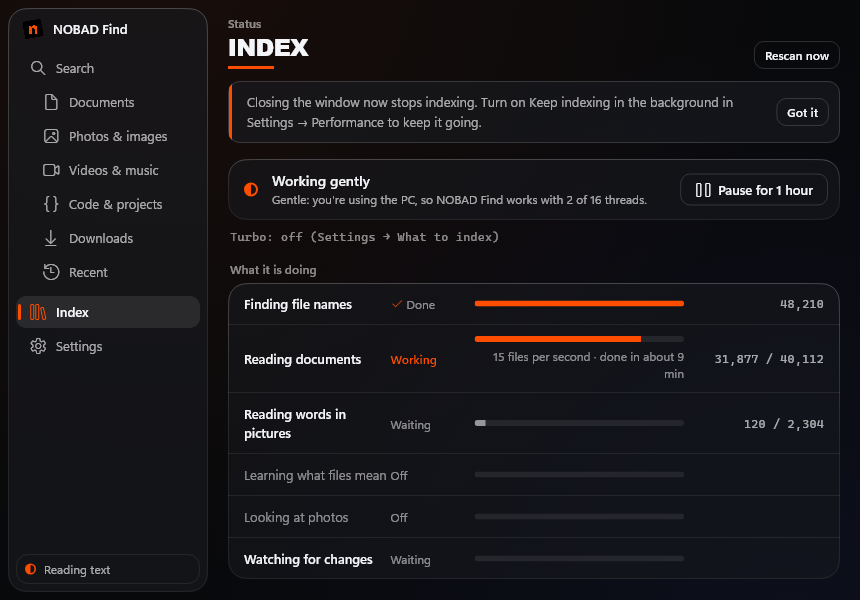 NOBAD Find
Search
Documents
Photos & images
Videos & music
Code & projects
Downloads
Recent
Index
Settings
Reading text
Status
INDEX
Rescan now
Closing the window now stops indexing. Turn on Keep indexing in the background in
Settings → Performance to keep it going.
Got it
Working gently
Gentle: you're using the PC, so NOBAD Find works with 2 of 16 threads.
Pause for 1 hour
Turbo: off (Settings → What to index)
What it is doing
Finding file names Done 48,210
Reading documents Working 15 files per second · done in about 9
min 31,877 / 40,112
Reading words in
pictures Waiting 120 / 2,304
Learning what files mean Off
Looking at photos Off
Watching for changes Waiting